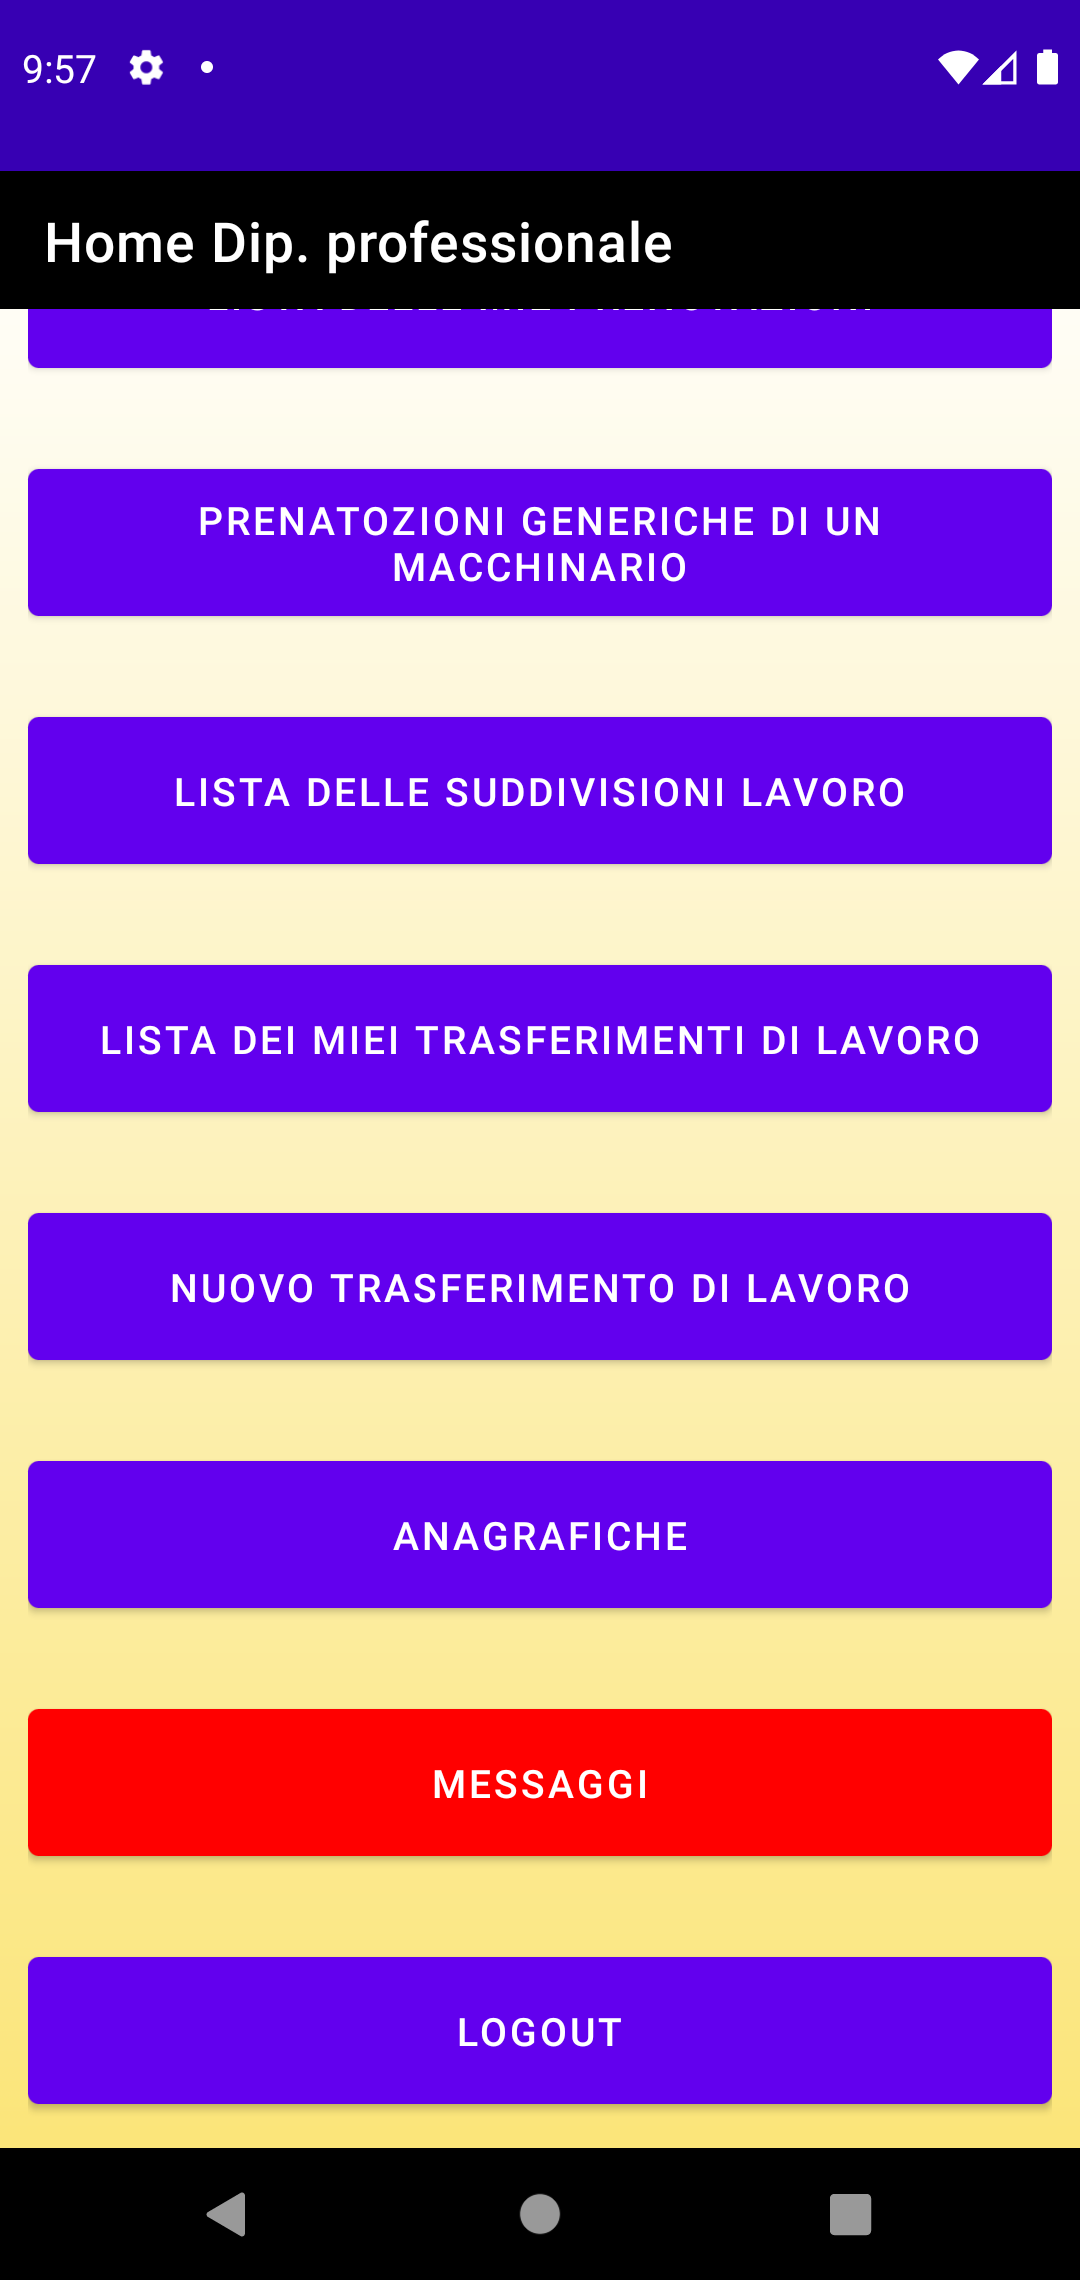 9:57
Home Dip. professionale
PRENATOZIONI GENERICHE DI UN
MACCHINARIO
LISTA DELLE SUDDIVISIONI LAVORO
LISTA DEI MIEI TRASFERIMENTI DI LAVORO
NUOVO TRASFERIMENTO DI LAVORO
ANAGRAFICHE
MESSAGGI
LOGOUT